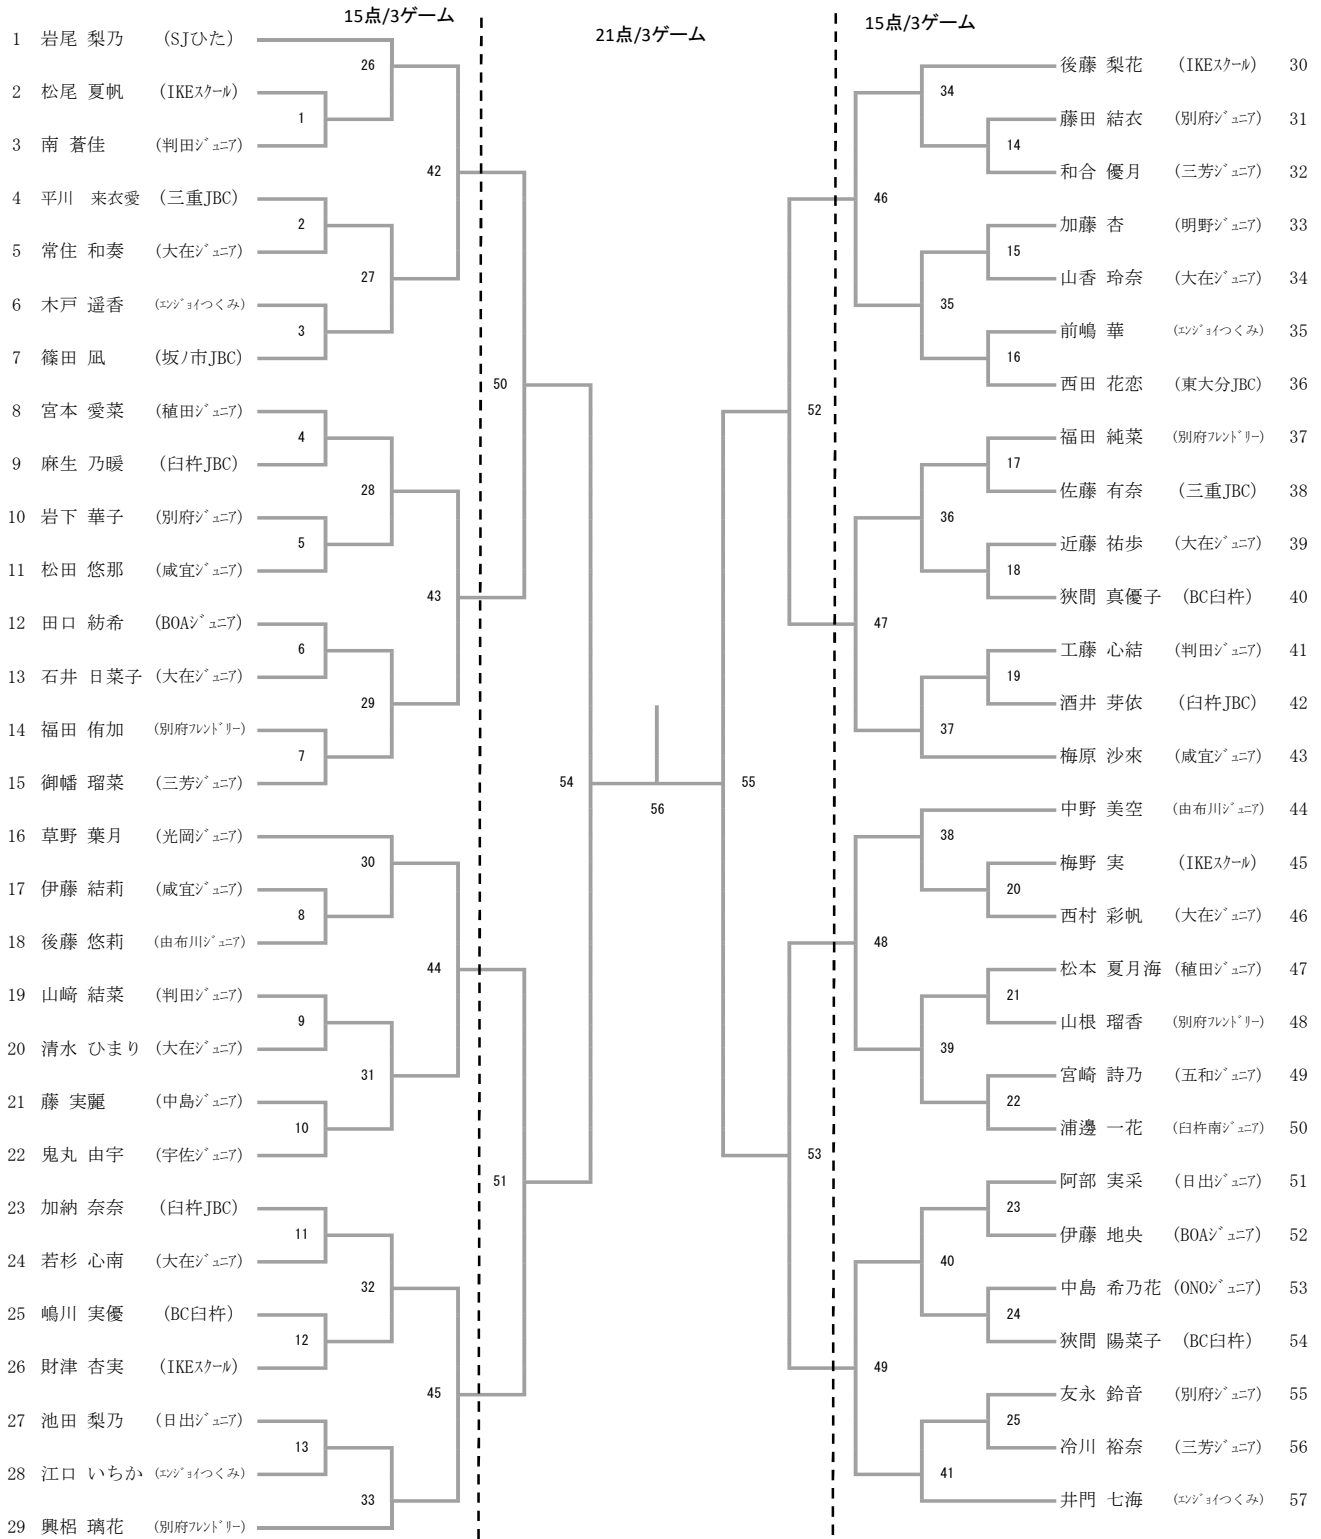 15点/3ゲーム
21点/3ゲーム
15点/3ゲーム
1 岩尾 梨乃 (SJひた)
2 松尾 夏帆 (IKEスクール)
3 南 蒼佳 (判田ジュニア)
4 平川 来衣愛 (三重JBC)
5 常住 和奏 (大在ジュニア)
6 木戸 遥香 (エンジョイつくみ)
7 篠田 凪 (坂ノ市JBC)
8 宮本 愛菜 (稙田ジュニア)
9 麻生 乃暖 (臼杵JBC)
10 岩下 華子 (別府ジュニア)
11 松田 悠那 (咸宜ジュニア)
12 田口 紡希 (BOAジュニア)
13 石井 日菜子 (大在ジュニア)
14 福田 侑加 (別府フレンドリー)
15 御幡 瑠菜 (三芳ジュニア)
16 草野 葉月 (光岡ジュニア)
17 伊藤 結莉 (咸宜ジュニア)
18 後藤 悠莉 (由布川ジュニア)
19 山﨑 結菜 (判田ジュニア)
20 清水 ひまり (大在ジュニア)
21 藤 実麗 (中島ジュニア)
22 鬼丸 由宇 (宇佐ジュニア)
23 加納 奈奈 (臼杵JBC)
24 若杉 心南 (大在ジュニア)
25 嶋川 実優 (BC臼杵)
26 財津 杏実 (IKEスクール)
27 池田 梨乃 (日出ジュニア)
28 江口 いちか (エンジョイつくみ)
29 興梠 璃花 (別府フレンドリー)
1
2
3
4
5
6
7
8
9
10
11
12
13
26
27
28
29
30
31
32
33
42
43
44
45
50
51
54
56
55
52
53
46
47
48
49
34
35
36
37
38
39
40
41
14
15
16
17
18
19
20
21
22
23
24
25
後藤 梨花 (IKEスクール) 30
藤田 結衣 (別府ジュニア) 31
和合 優月 (三芳ジュニア) 32
加藤 杏 (明野ジュニア) 33
山香 玲奈 (大在ジュニア) 34
前嶋 華 (エンジョイつくみ) 35
西田 花恋 (東大分JBC) 36
福田 純菜 (別府フレンドリー) 37
佐藤 有奈 (三重JBC) 38
近藤 祐歩 (大在ジュニア) 39
狹間 真優子 (BC臼杵) 40
工藤 心結 (判田ジュニア) 41
酒井 芽依 (臼杵JBC) 42
梅原 沙來 (咸宜ジュニア) 43
中野 美空 (由布川ジュニア) 44
梅野 実 (IKEスクール) 45
西村 彩帆 (大在ジュニア) 46
松本 夏月海 (稙田ジュニア) 47
山根 瑠香 (別府フレンドリー) 48
宮崎 詩乃 (五和ジュニア) 49
浦邊 一花 (臼杵南ジュニア) 50
阿部 実采 (日出ジュニア) 51
伊藤 地央 (BOAジュニア) 52
中島 希乃花 (ONOジュニア) 53
狹間 陽菜子 (BC臼杵) 54
友永 鈴音 (別府ジュニア) 55
冷川 裕奈 (三芳ジュニア) 56
井門 七海 (エンジョイつくみ) 57